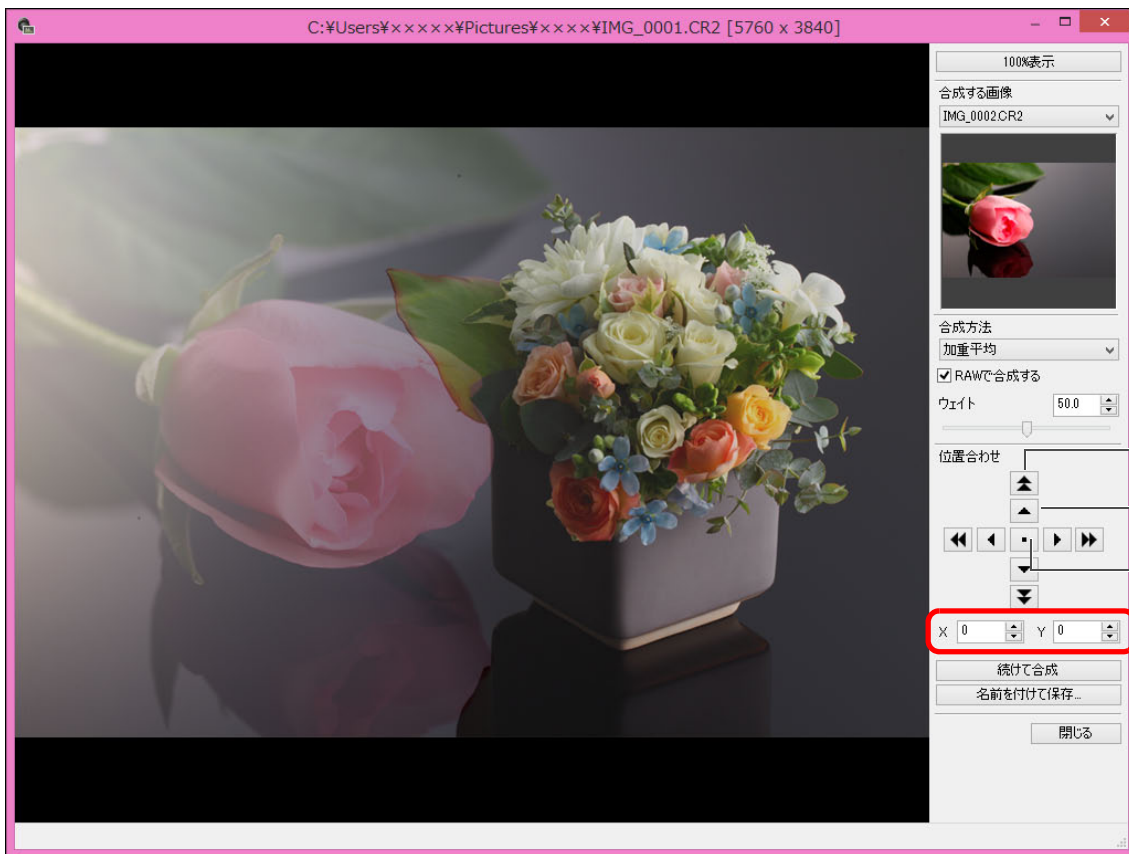 C:¥Users¥×××××¥Pictures¥××××¥IMG_0001.CR2 [5760 x 3840]
100%表示
合成する画像
IMG_0002.CR2
合成方法
加重平均
RAWで合成する
ウェイト 50.0
位置合わせ
X 0 Y 0
続けて合成
名前を付けて保存...
閉じる